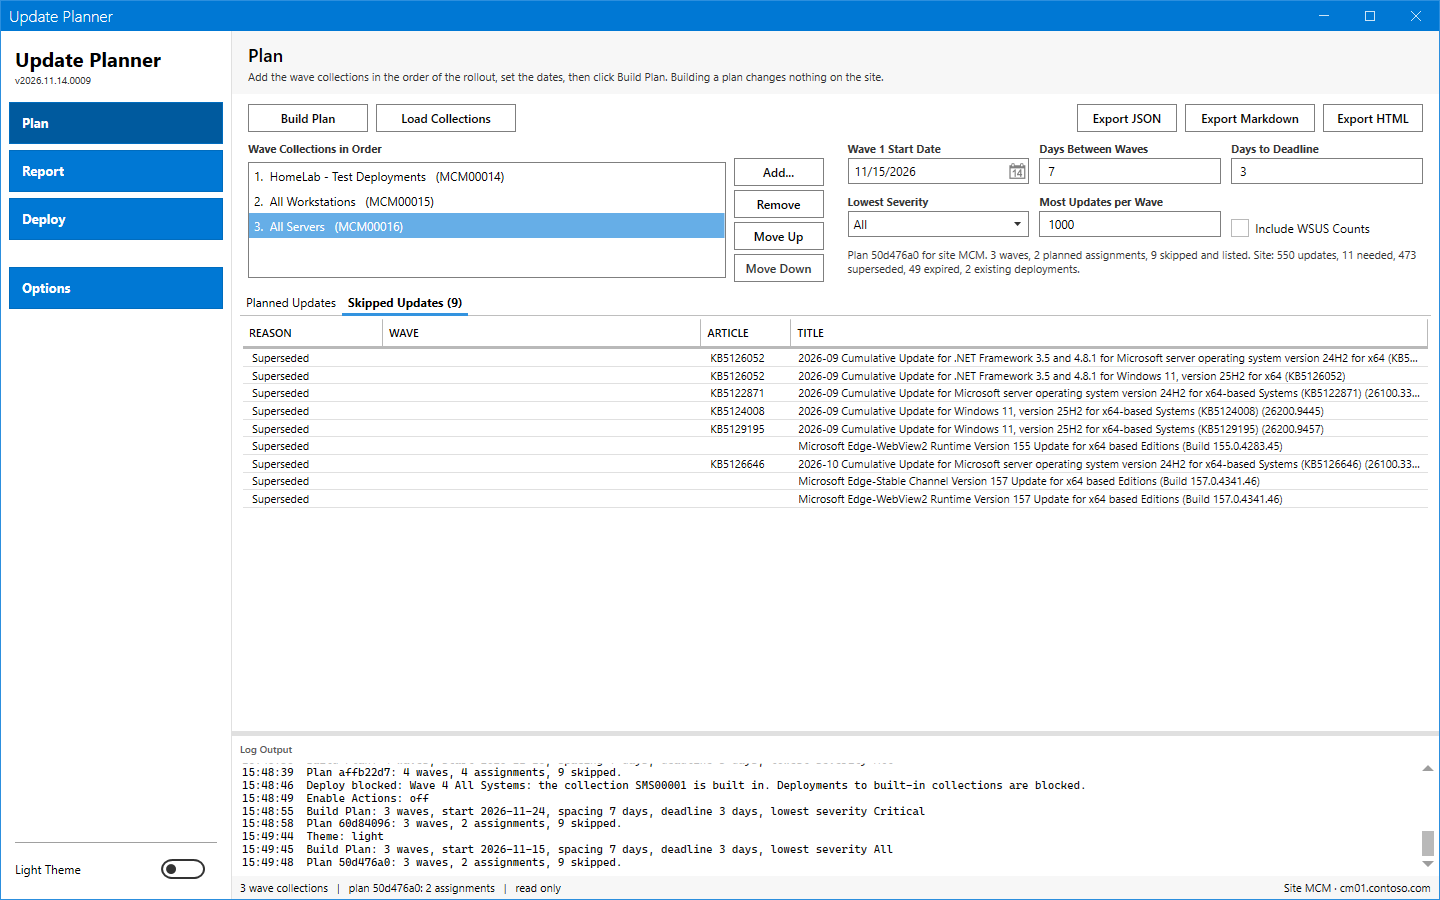 Update Planner
Update Planner
v2026.11.14.0009
Plan
Report
Deploy
Options
Light Theme
Plan
Add the wave collections in the order of the rollout, set the dates, then click Build Plan. Building a plan changes nothing on the site.
Build Plan
Load Collections
Export JSON
Export Markdown
Export HTML
Wave Collections in Order
1. HomeLab - Test Deployments (MCM00014)
2. All Workstations (MCM00015)
3. All Servers (MCM00016)
Add...
Remove
Move Up
Move Down
Wave 1 Start Date
Days Between Waves
Days to Deadline
11/15/2026
14
7
3
Lowest Severity
Most Updates per Wave
All
1000
Include WSUS Counts
Plan 50d476a0 for site MCM. 3 waves, 2 planned assignments, 9 skipped and listed. Site: 550 updates, 11 needed, 473
superseded, 49 expired, 2 existing deployments.
Planned Updates
Skipped Updates (9)
REASON WAVE ARTICLE TITLE
Superseded KB5126052 2026-09 Cumulative Update for .NET Framework 3.5 and 4.8.1 for Microsoft server operating system version 24H2 for x64 (KB5...
Superseded KB5126052 2026-09 Cumulative Update for .NET Framework 3.5 and 4.8.1 for Windows 11, version 25H2 for x64 (KB5126052)
Superseded KB5122871 2026-09 Cumulative Update for Microsoft server operating system version 24H2 for x64-based Systems (KB5122871) (26100.33...
Superseded KB5124008 2026-09 Cumulative Update for Windows 11, version 25H2 for x64-based Systems (KB5124008) (26200.9445)
Superseded KB5129195 2026-09 Cumulative Update for Windows 11, version 25H2 for x64-based Systems (KB5129195) (26200.9457)
Superseded Microsoft Edge-WebView2 Runtime Version 155 Update for x64 based Editions (Build 155.0.4283.45)
Superseded KB5126646 2026-10 Cumulative Update for Microsoft server operating system version 24H2 for x64-based Systems (KB5126646) (26100.33...
Superseded Microsoft Edge-Stable Channel Version 157 Update for x64 based Editions (Build 157.0.4341.46)
Superseded Microsoft Edge-WebView2 Runtime Version 157 Update for x64 based Editions (Build 157.0.4341.46)
Log Output
15:48:39 Plan affb22d7: 4 waves, 4 assignments, 9 skipped.
15:48:46 Deploy blocked: Wave 4 All Systems: the collection SMS00001 is built in. Deployments to built-in collections are blocked.
15:48:49 Enable Actions: off
15:48:55 Build Plan: 3 waves, start 2026-11-24, spacing 7 days, deadline 3 days, lowest severity Critical
15:48:58 Plan 60d84096: 3 waves, 2 assignments, 9 skipped.
15:49:44 Theme: light
15:49:45 Build Plan: 3 waves, start 2026-11-15, spacing 7 days, deadline 3 days, lowest severity All
15:49:48 Plan 50d476a0: 3 waves, 2 assignments, 9 skipped.
3 wave collections | plan 50d476a0: 2 assignments | read only
Site MCM · cm01.contoso.com